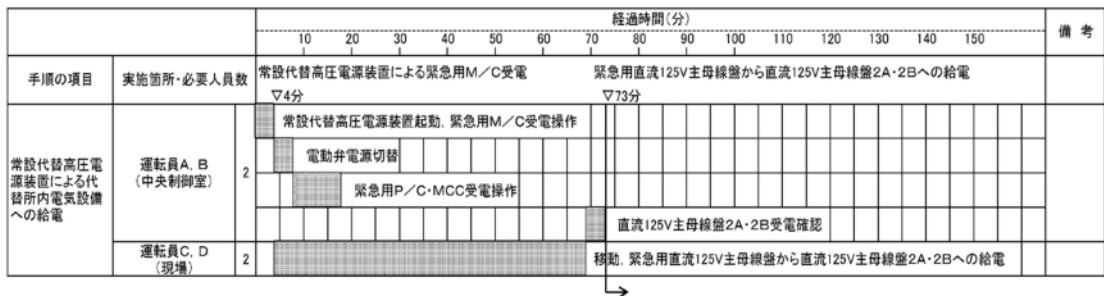 経過時間(分)
備考
10 20 30 40 50 60 70 80 90 100 110 120 130 140 150
手順の項目
実施箇所・必要人員数
常設代替高圧電源装置による緊急用M/C受電
緊急用直流125V主母線盤から直流125V主母線盤2A・2Bへの給電
▽4分
▽73分
常設代替高圧電
源装置による代
替所内電気設備
への給電
運転員A,B
(中央制御室)
2
常設代替高圧電源装置起動,緊急用M/C受電操作
電動弁電源切替
緊急用P/C・MCC受電操作
直流125V主母線盤2A・2B受電確認
運転員C,D
(現場)
2
移動,緊急用直流125V主母線盤から直流125V主母線盤2A・2Bへの給電